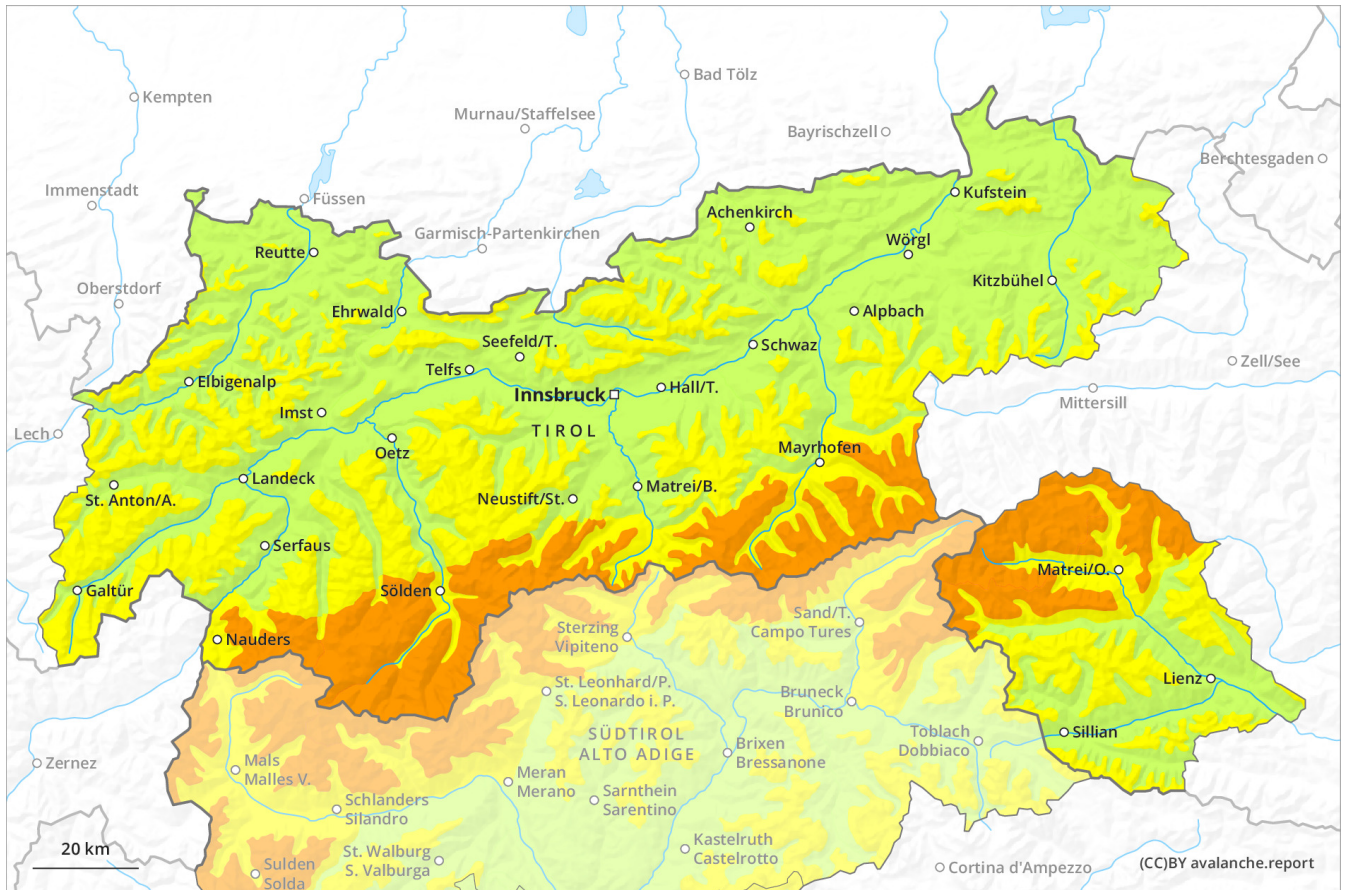 Bad Tölz
Kempten
Murnau/Staffelsee
Bayrischzell
Berchtesgaden
Immenstadt
Füssen
Kufstein
Achenkirch
Garmisch-Partenkirchen
Wörgl
Reutte
Oberstdorf
Kitzbühel
Ehrwald
Alpbach
Seefeld/T.
Schwaz
Zell/See
Telfs
Elbigenalp
Hall/T.
Innsbruck
Mittersill
Imst
TIROL
Lech
Oetz
Mayrhofen
Landeck
Matrei/B.
St. Anton/A.
Neustift/St.
Serfaus
Matrei/O.
Galtür
Sölden
Sand/T.
Campo Tures
Sterzing
Vipiteno
Nauders
Lienz
St. Leonhard/P.
S. Leonardo i. P.
Bruneck
Brunico
SÜDTIROL
ALTO ADIGE
Sillian
Toblach
Dobbiaco
Brixen
Bressanone
Zernez
Mals
Malles V.
Meran
Merano
Sarnthein
Sarentino
Schlanders
Silandro
Kastelruth
Castelrotto
20 km
St. Walburg
S. Valburga
Sulden
Solda
Cortina d'Ampezzo
(CC)BY avalanche.report